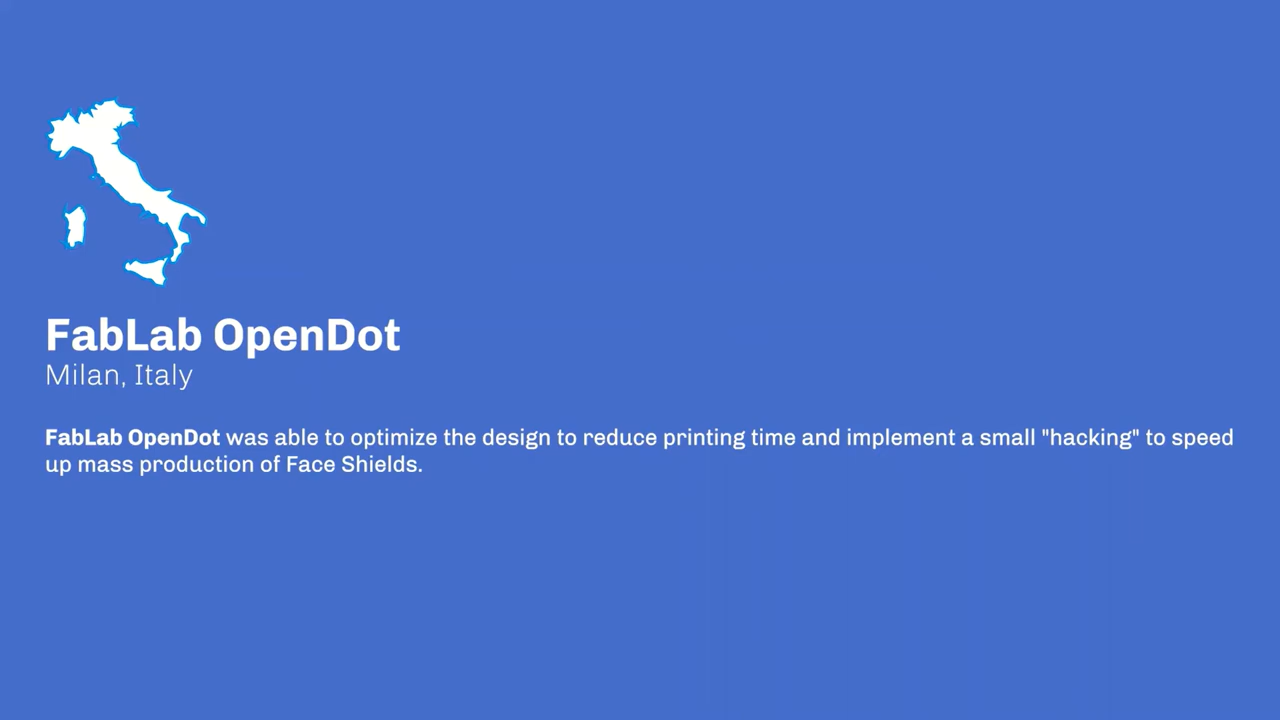 FabLab OpenDot
Milan, Italy
FabLab OpenDot was able to optimize the design to reduce printing time and implement a small "hacking" to speed
up mass production of Face Shields.